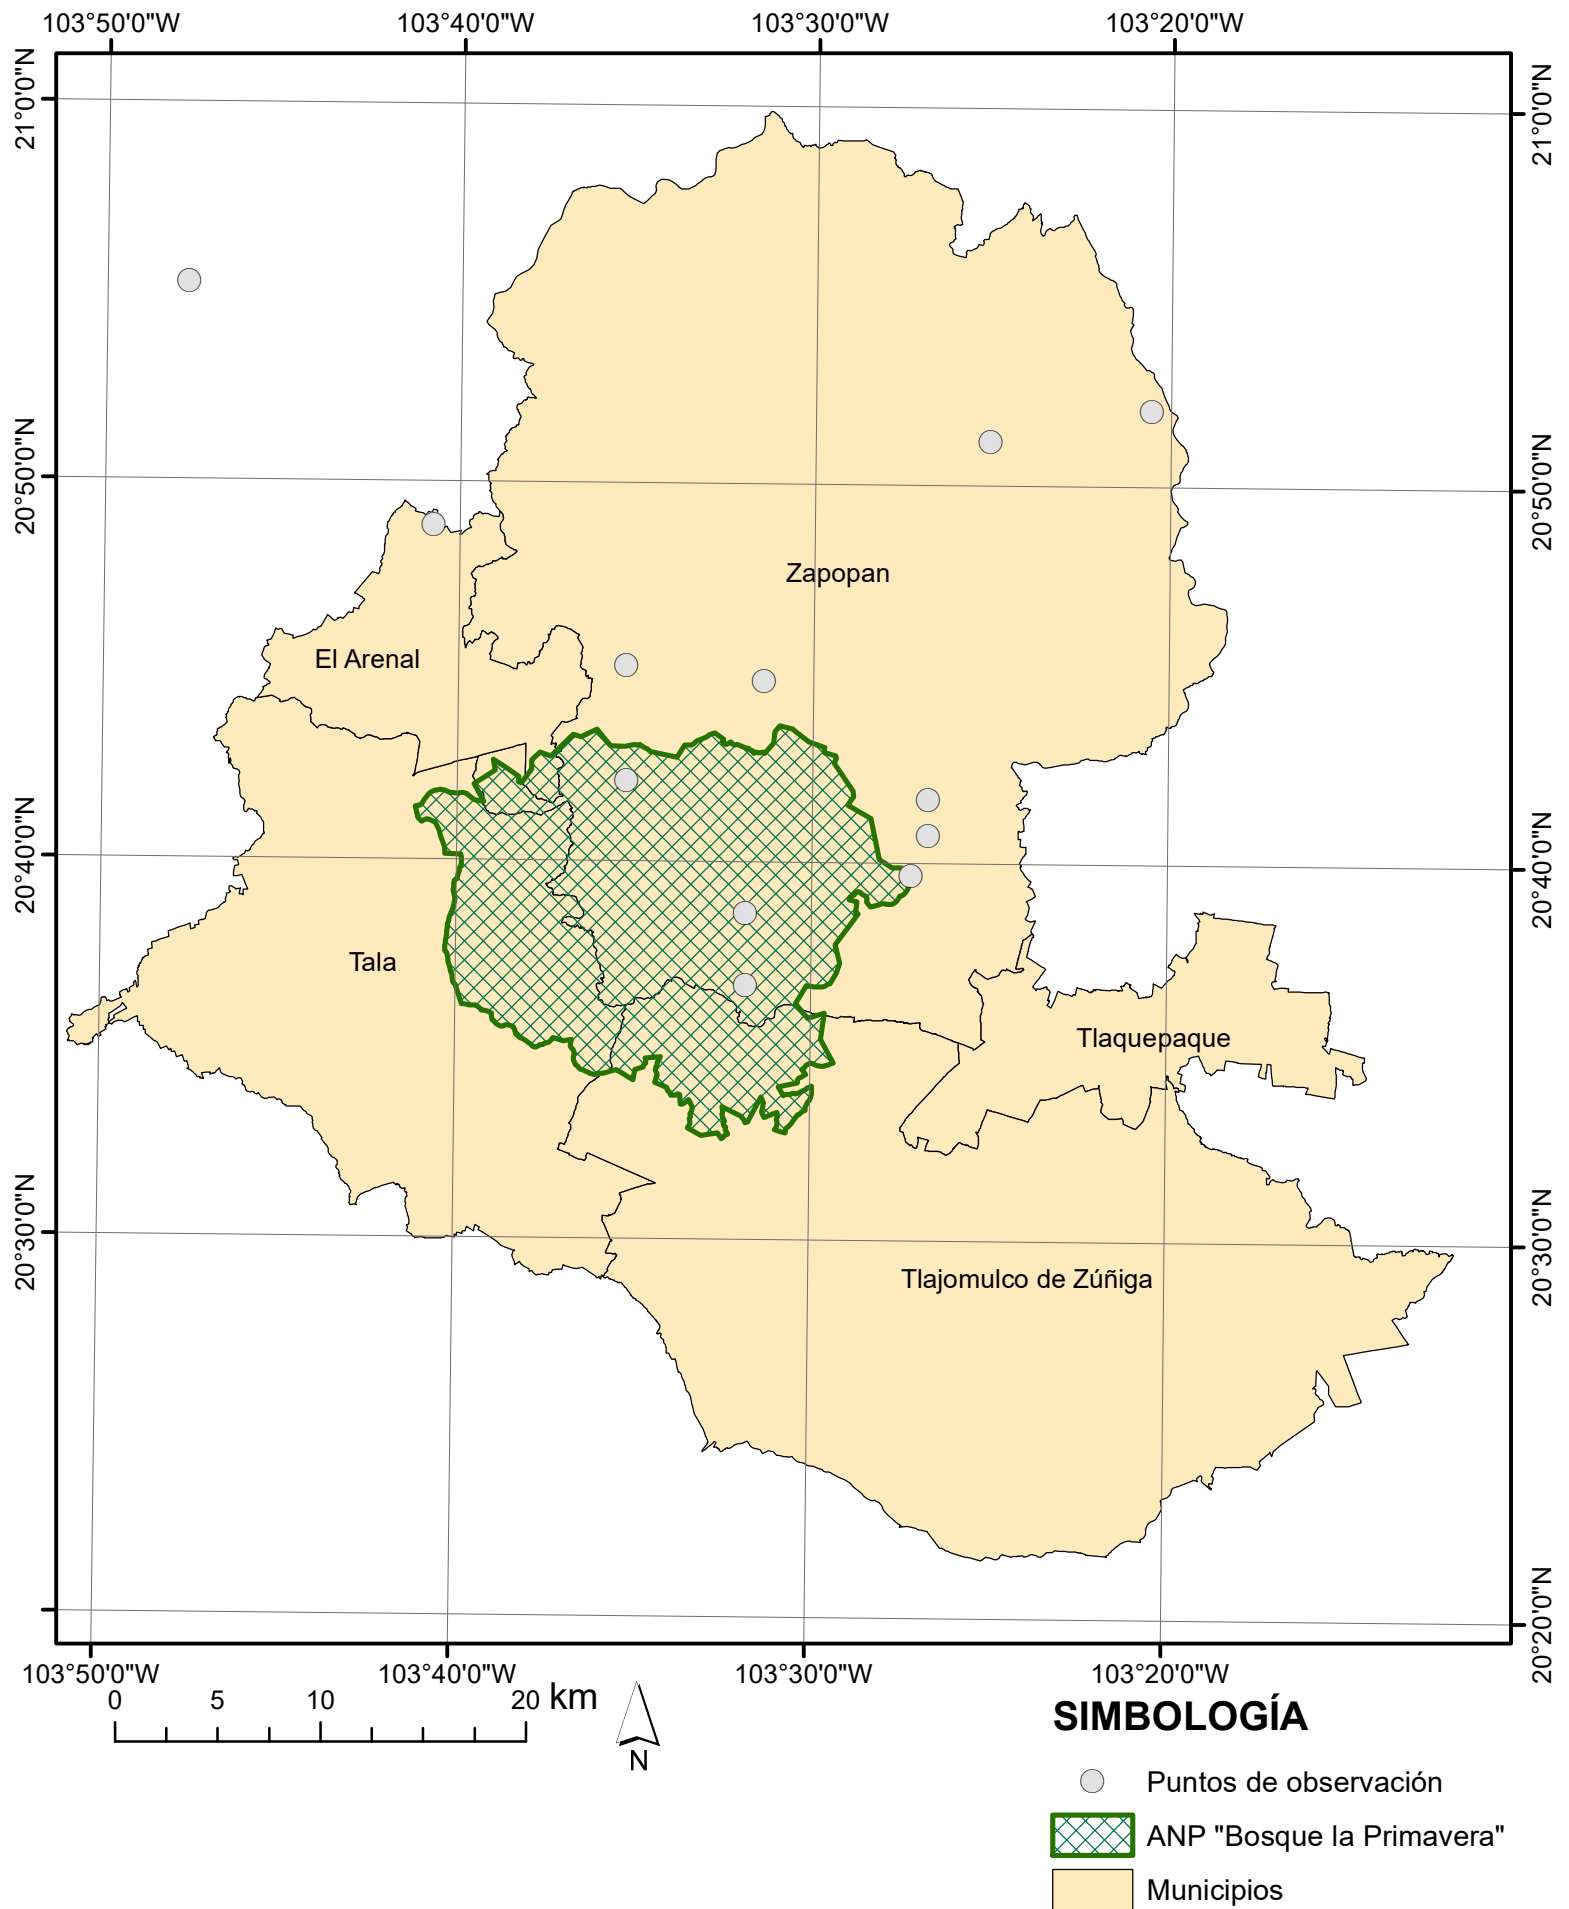 103°50'0"W 103°40'0"W 103°30'0"W 103°20'0"W
21°0'0"N 21°0'0"N
20°50'0"N 20°50'0"N
Zapopan
El Arenal
20°40'0"N 20°40'0"N
Tala
Tlaquepaque
20°30'0"N 20°30'0"N
Tlajomulco de Zúñiga
20°20'0"N
103°50'0"W 103°40'0"W 103°30'0"W 103°20'0"W
0 5 10 20 km
N
SIMBOLOGÍA
Puntos de observación
ANP "Bosque la Primavera"
Municipios